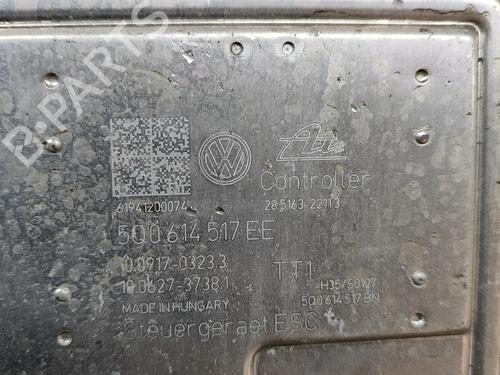 B-PARTS
Ate
Controller
61941200074
28.5163-2211.3
5Q0 614 517 EE
10.0917-0323.3
TT1
H35/S0107
10.0627-3738.1
5Q0 614 517 BN
MADE IN HUNGARY
Steuergeraet ESC